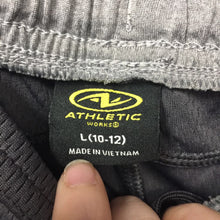 ATHLETIC
WORKS®
L (10-12)
MADE IN VIETNAM